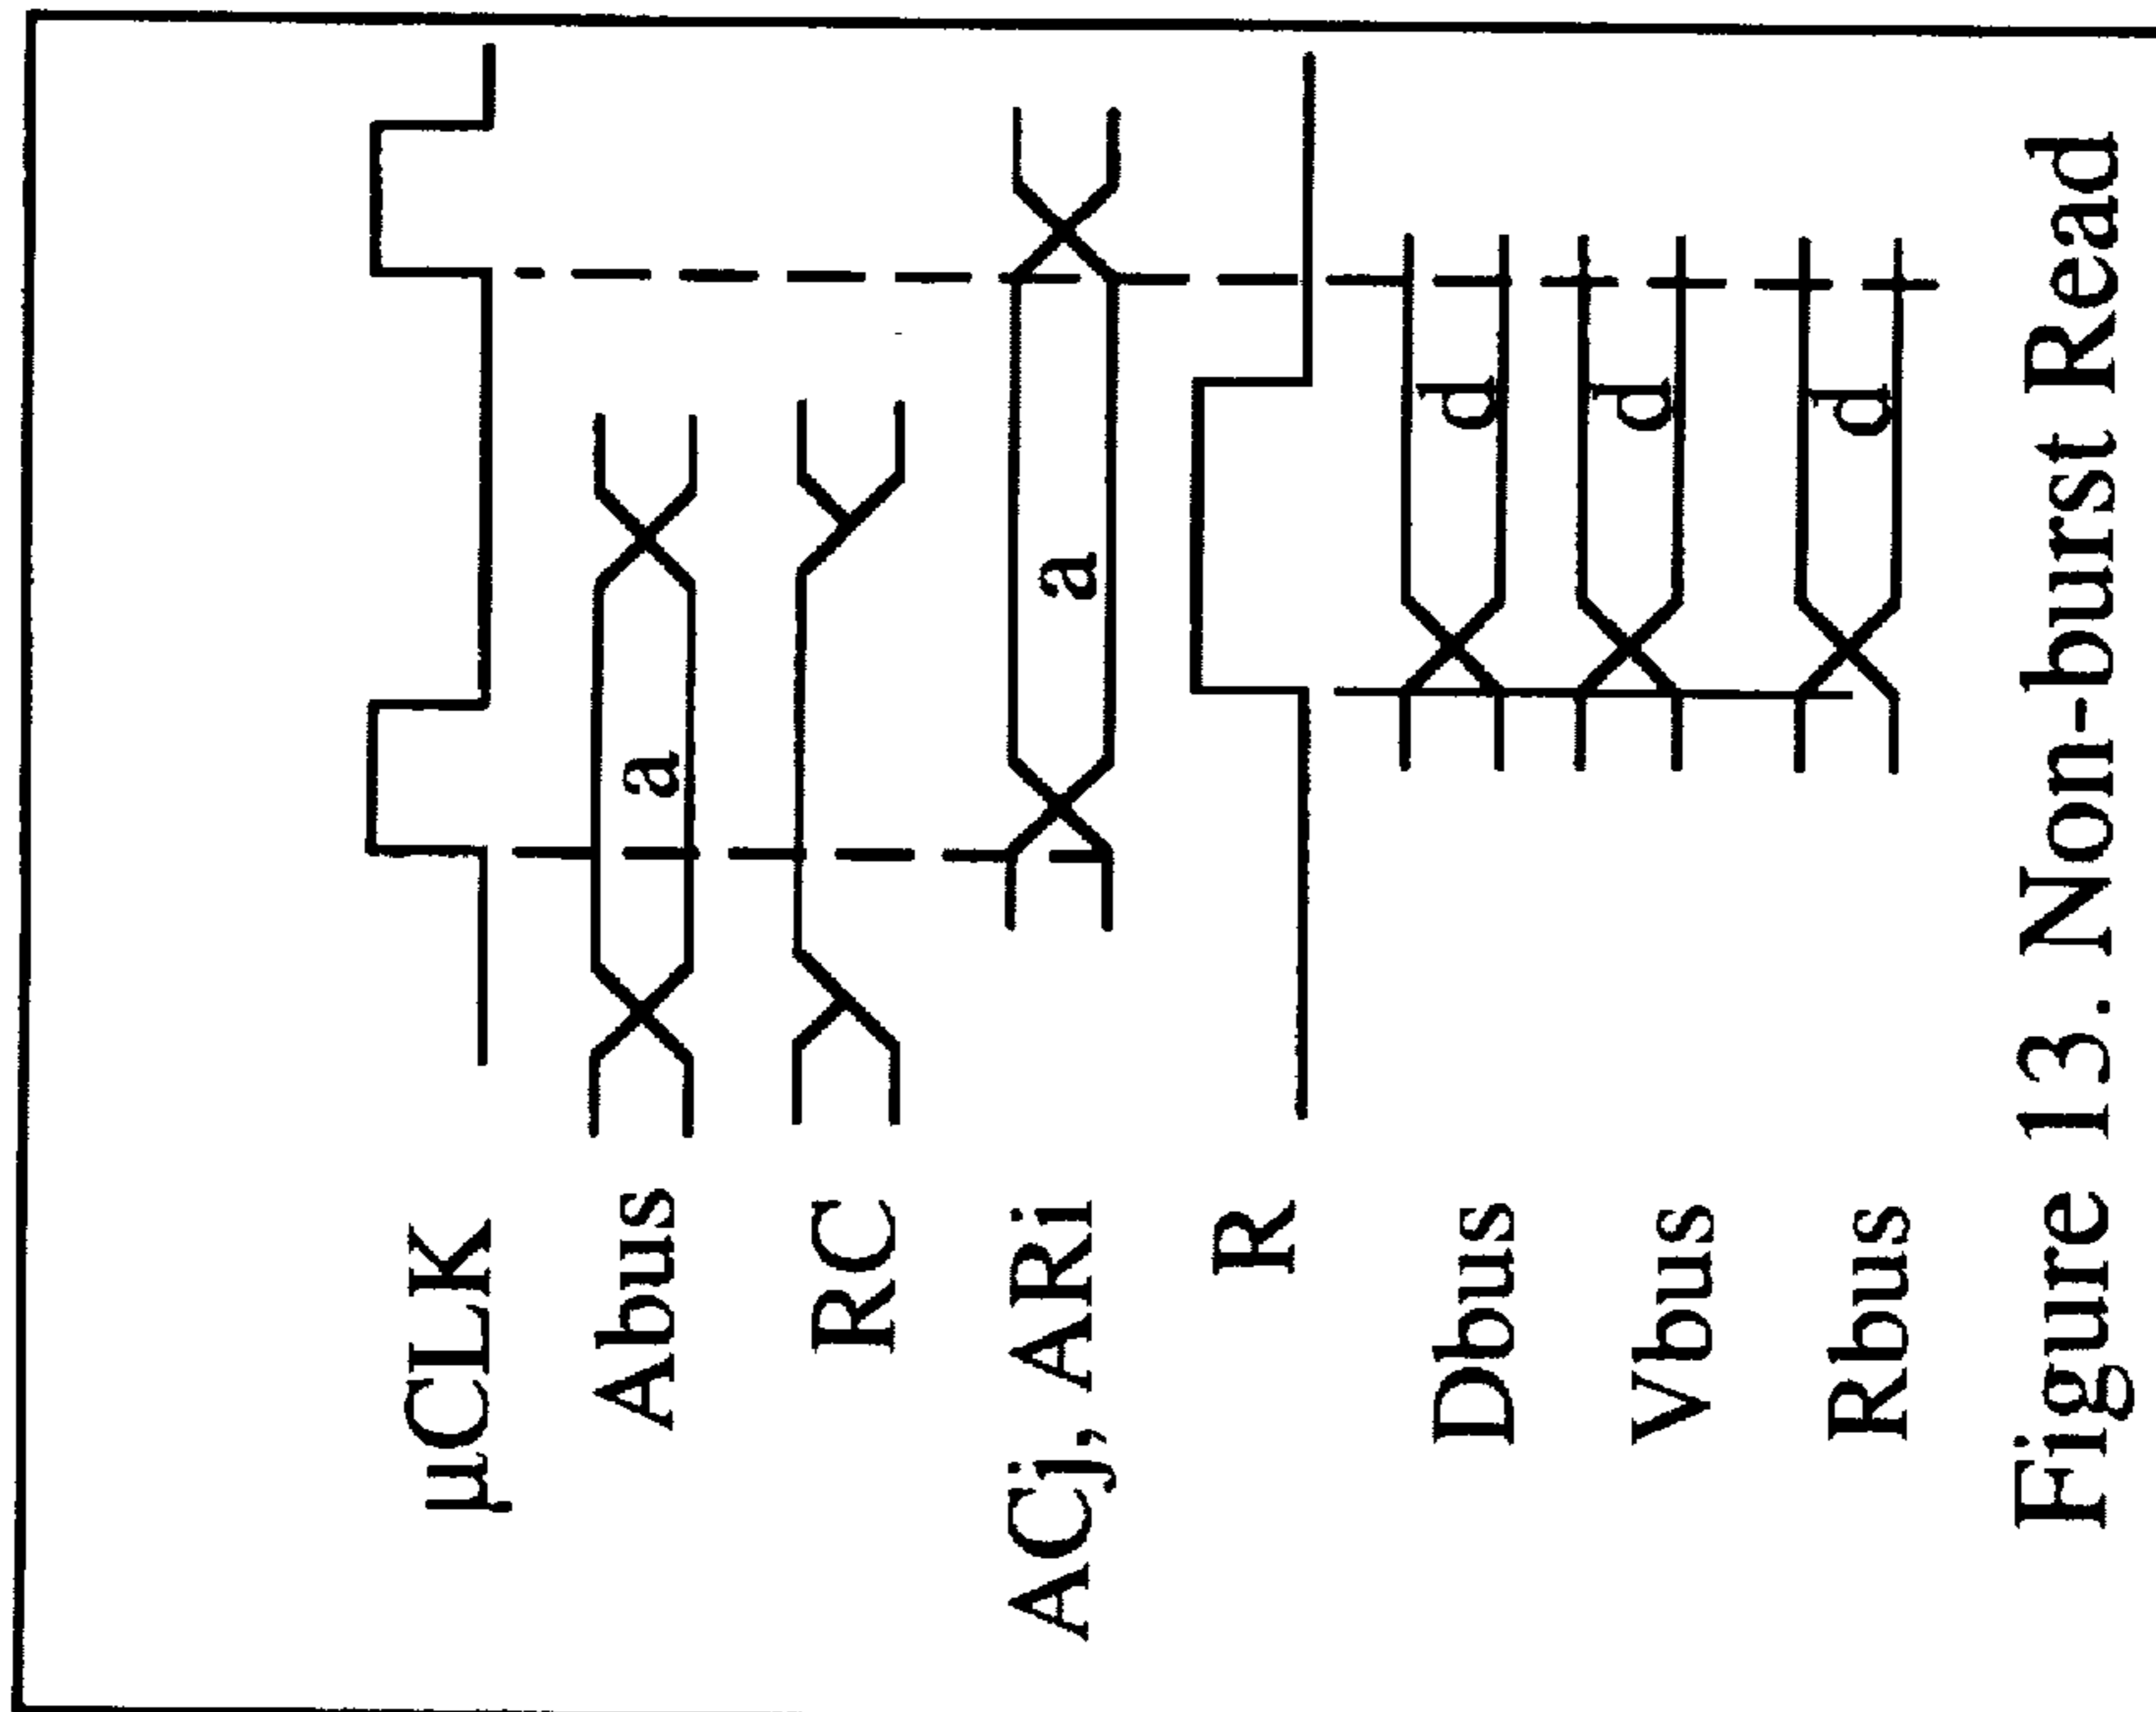 µCLK
Abus
a
RC
ACj, ARi
a
R
Dbus
d
Vbus
d
Rbus
d
Figure 13. Non-burst Read